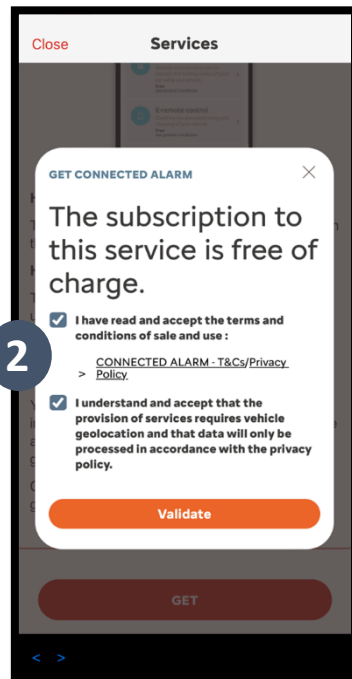 Close Services
E-remote control
Free
GET CONNECTED ALARM
The subscription to
this service is free of
charge.
I have read and accept the terms and
conditions of sale and use :
CONNECTED ALARM - T&Cs/Privacy
> Policy
2
I understand and accept that the
provision of services requires vehicle
geolocation and that data will only be
processed in accordance with the privacy
policy.
Validate
GET
< >